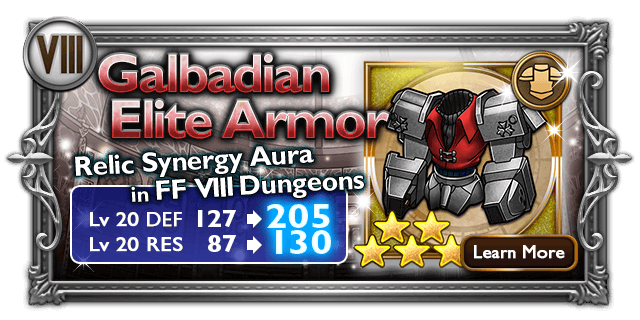 VIII
Galbadian
Elite Armor
Relic Synergy Aura
in FF VIII Dungeons
Lv 20 DEF 127 → 205
Lv 20 RES 87 → 130
Learn More